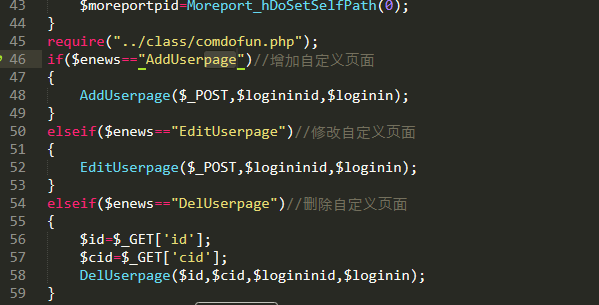 43 $moreportpid=Moreport_hDoSetSelfPath(0);
44 }
45 require("../class/comdofun.php");
46 if($enews=="AddUserpage")//增加自定义页面
47 {
48 AddUserpage($_POST,$logininid,$loginin);
49 }
50 elseif($enews=="EditUserpage")//修改自定义页面
51 {
52 EditUserpage($_POST,$logininid,$loginin);
53 }
54 elseif($enews=="DelUserpage")//删除自定义页面
55 {
56 $id=$_GET['id'];
57 $cid=$_GET['cid'];
58 DelUserpage($id,$cid,$logininid,$loginin);
59 }